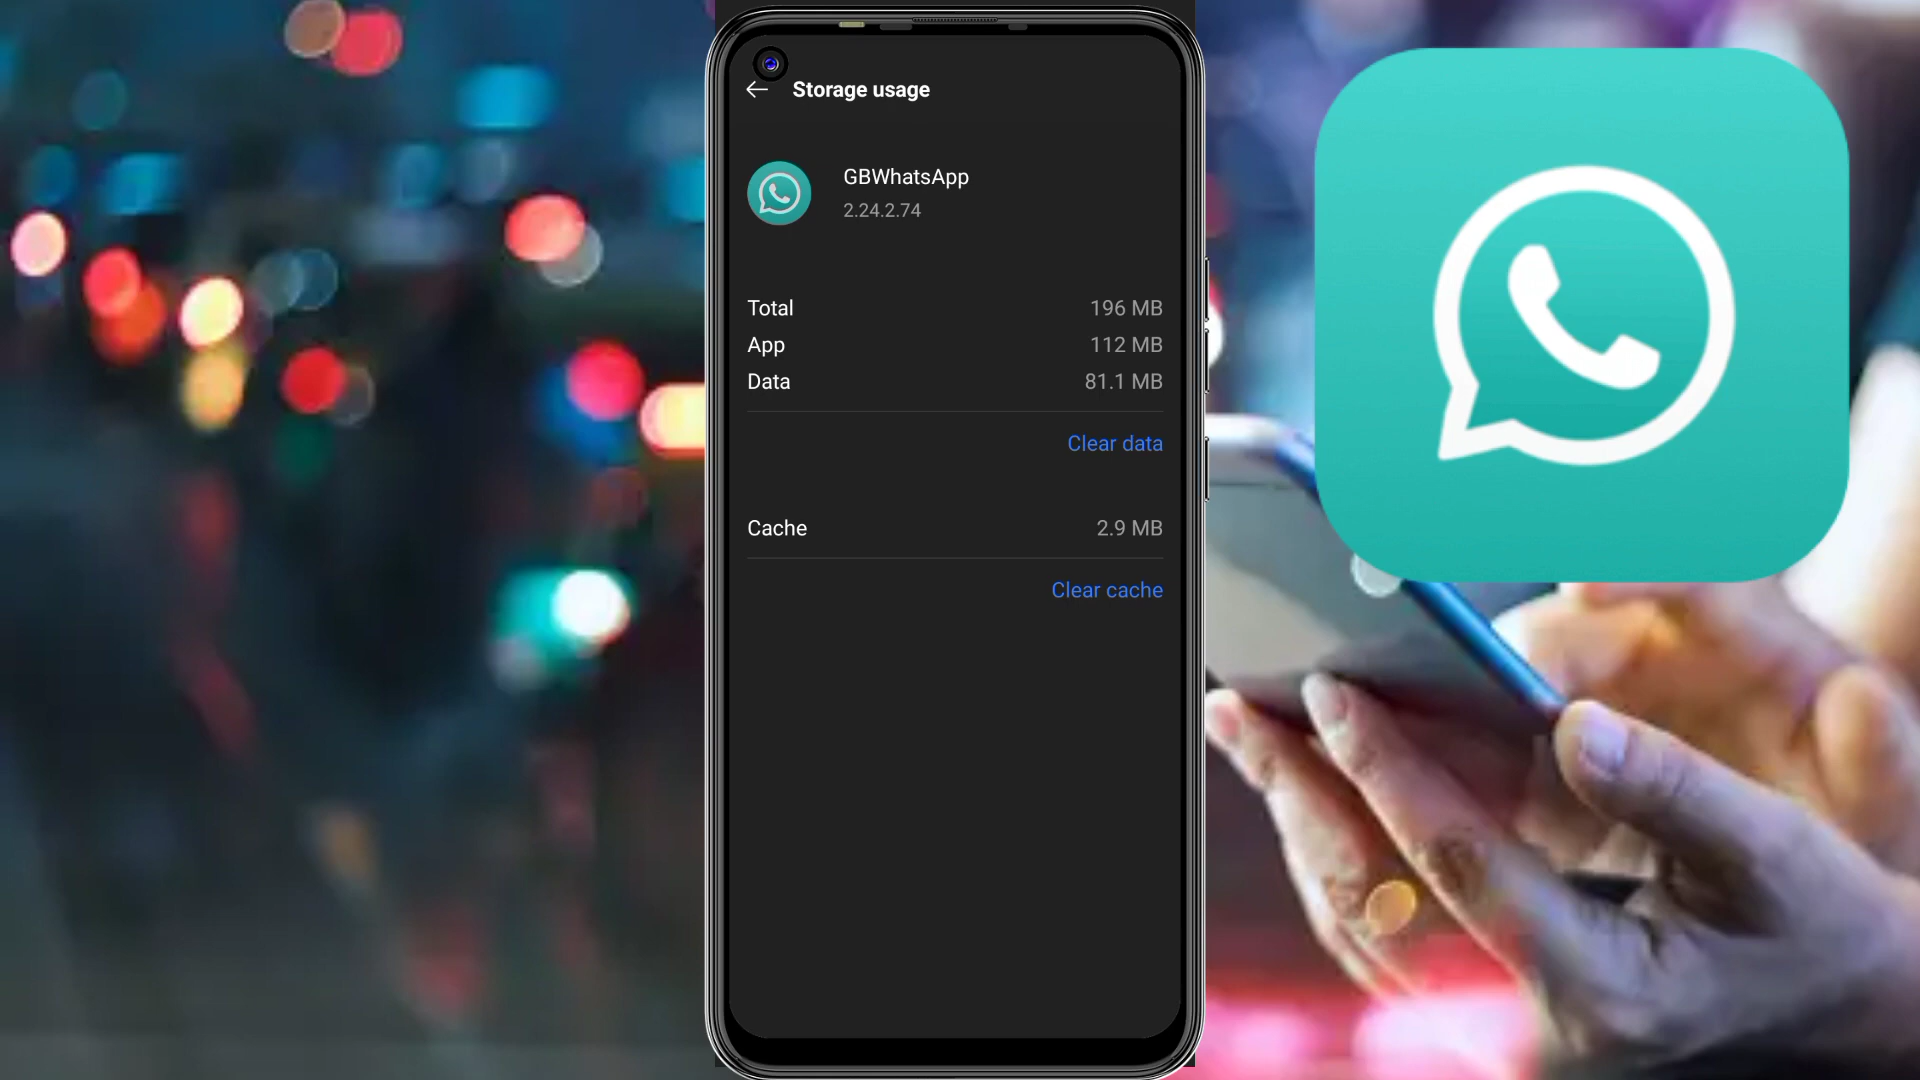 Storage usage
GBWhatsApp
2.24.2.74
Total 196 MB
App 112 MB
Data 81.1 MB
Clear data
Cache 2.9 MB
Clear cache